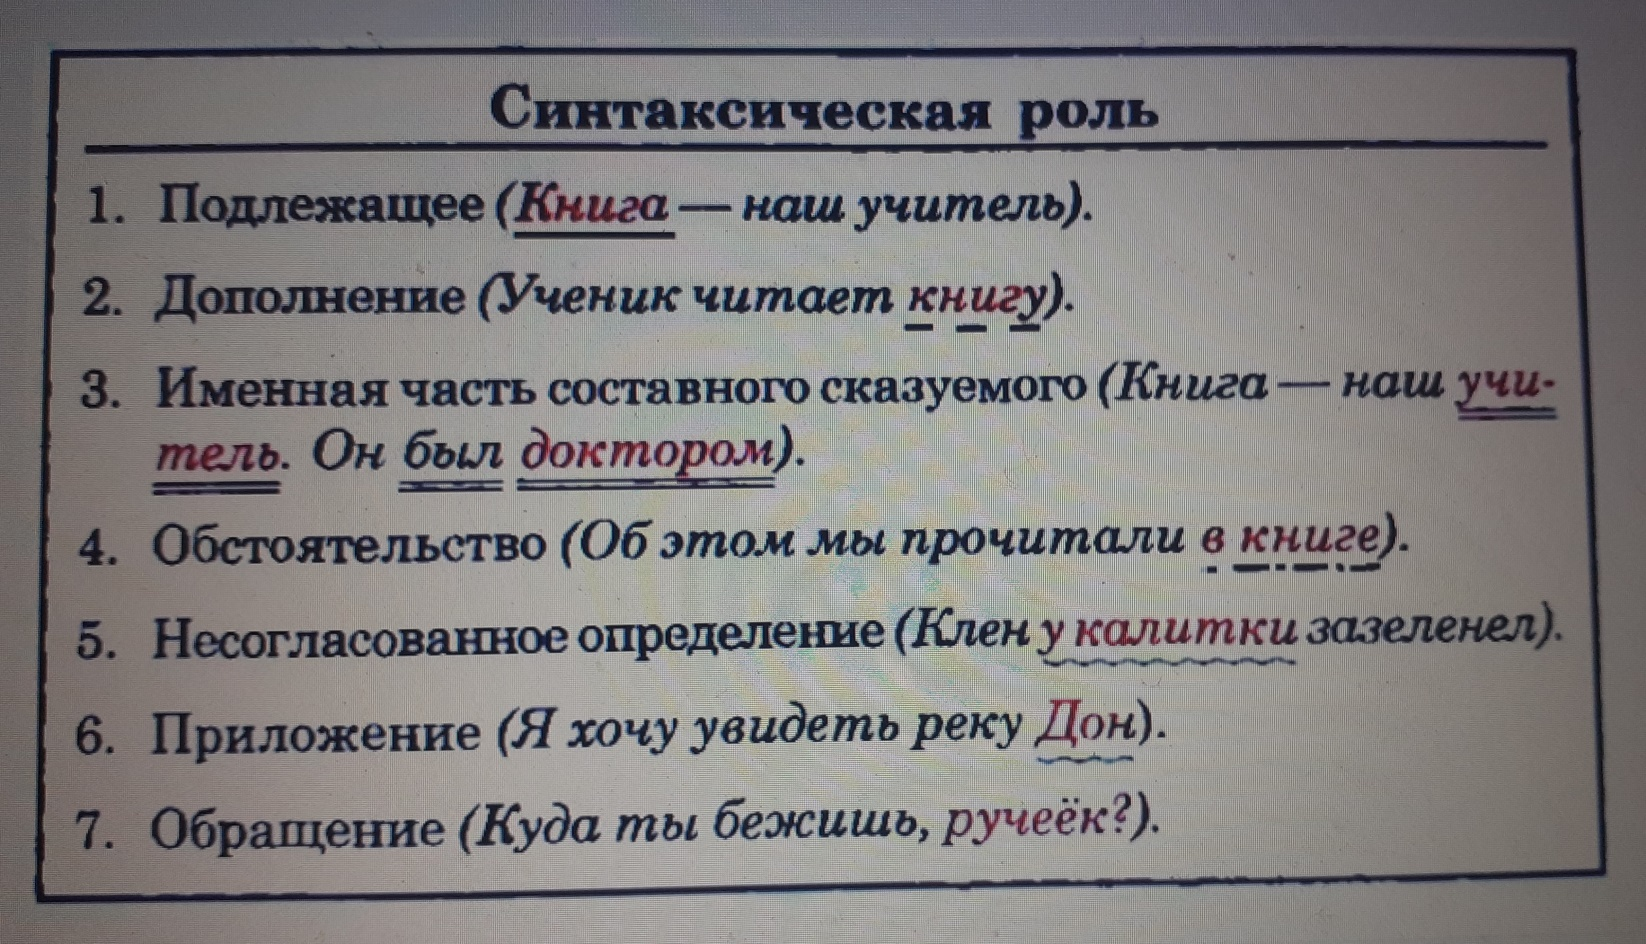 Синтаксическая роль
1. Подлежащее (Книга — наш учитель).
2. Дополнение (Ученик читает книгу).
3. Именная часть составного сказуемого (Книга — наш учи-
тель. Он был доктором).
4. Обстоятельство (Об этом мы прочитали в книге).
5. Несогласованное определение (Клен у калитки зазеленел).
6. Приложение (Я хочу увидеть реку Дон).
7. Обращение (Куда ты бежишь, ручеёк?).